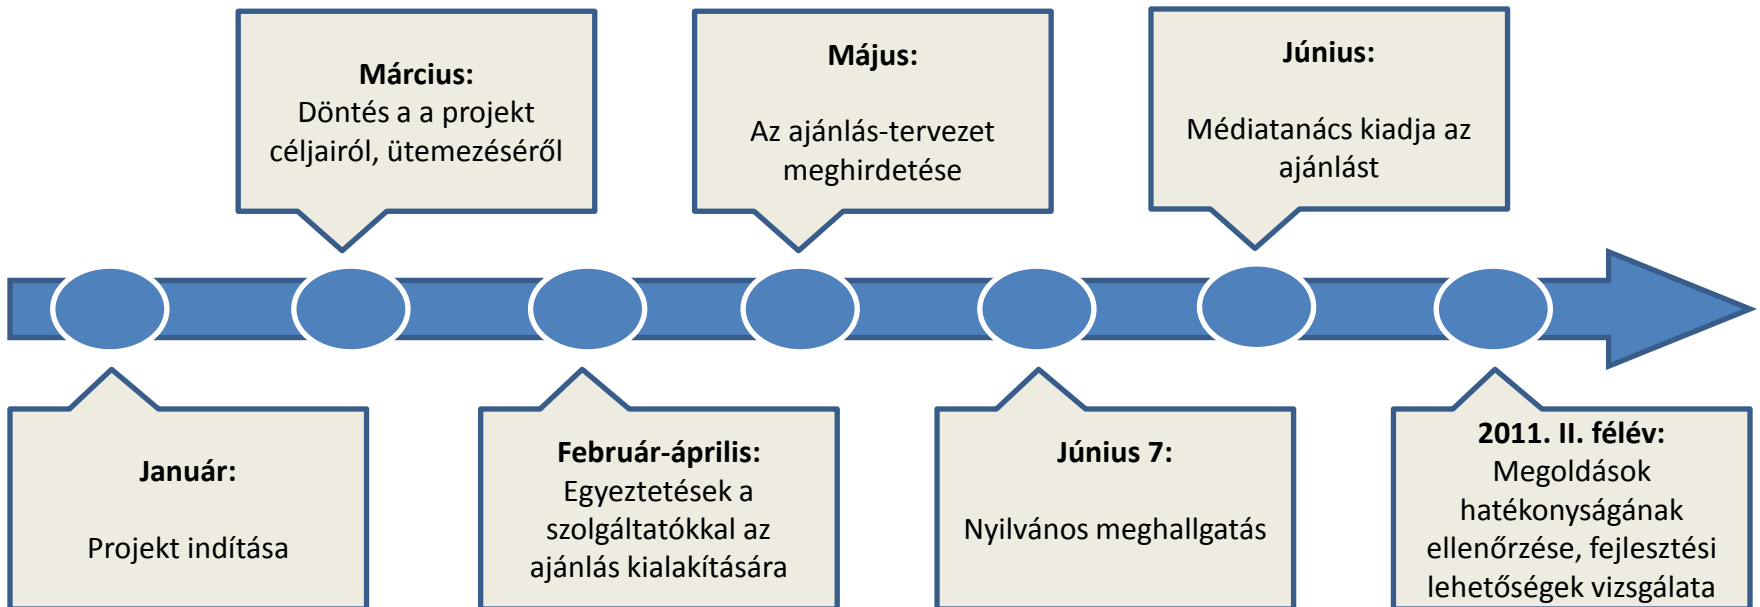 Március:
Döntés a a projekt
céljairól, ütemezéséről
Május:
Az ajánlás-tervezet
meghirdetése
Június:
Médiatanács kiadja az
ajánlást
Január:
Projekt indítása
Február-április:
Egyeztetések a
szolgáltatókkal az
ajánlás kialakítására
Június 7:
Nyilvános meghallgatás
2011. II. félév:
Megoldások
hatékonyságának
ellenőrzése, fejlesztési
lehetőségek vizsgálata